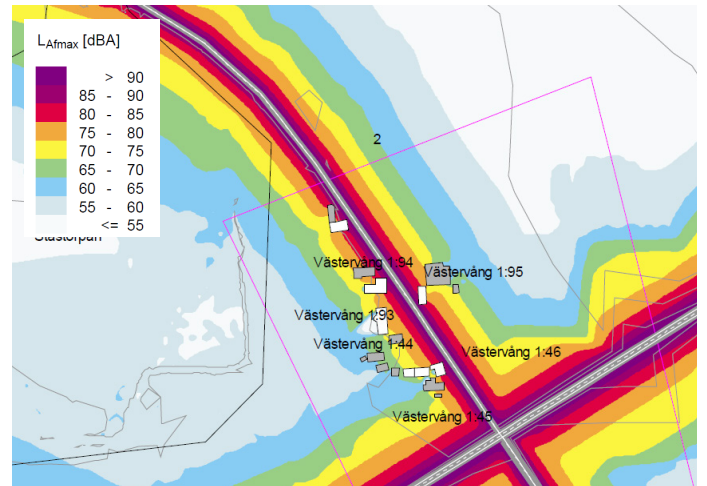 L_AFmax [dBA]
> 90
85 - 90
80 - 85
75 - 80
70 - 75
65 - 70
60 - 65
55 - 60
<= 55
2
Västervång 1:94
Västervång 1:95
Västervång 1:93
Västervång 1:44
Västervång 1:46
Västervång 1:45